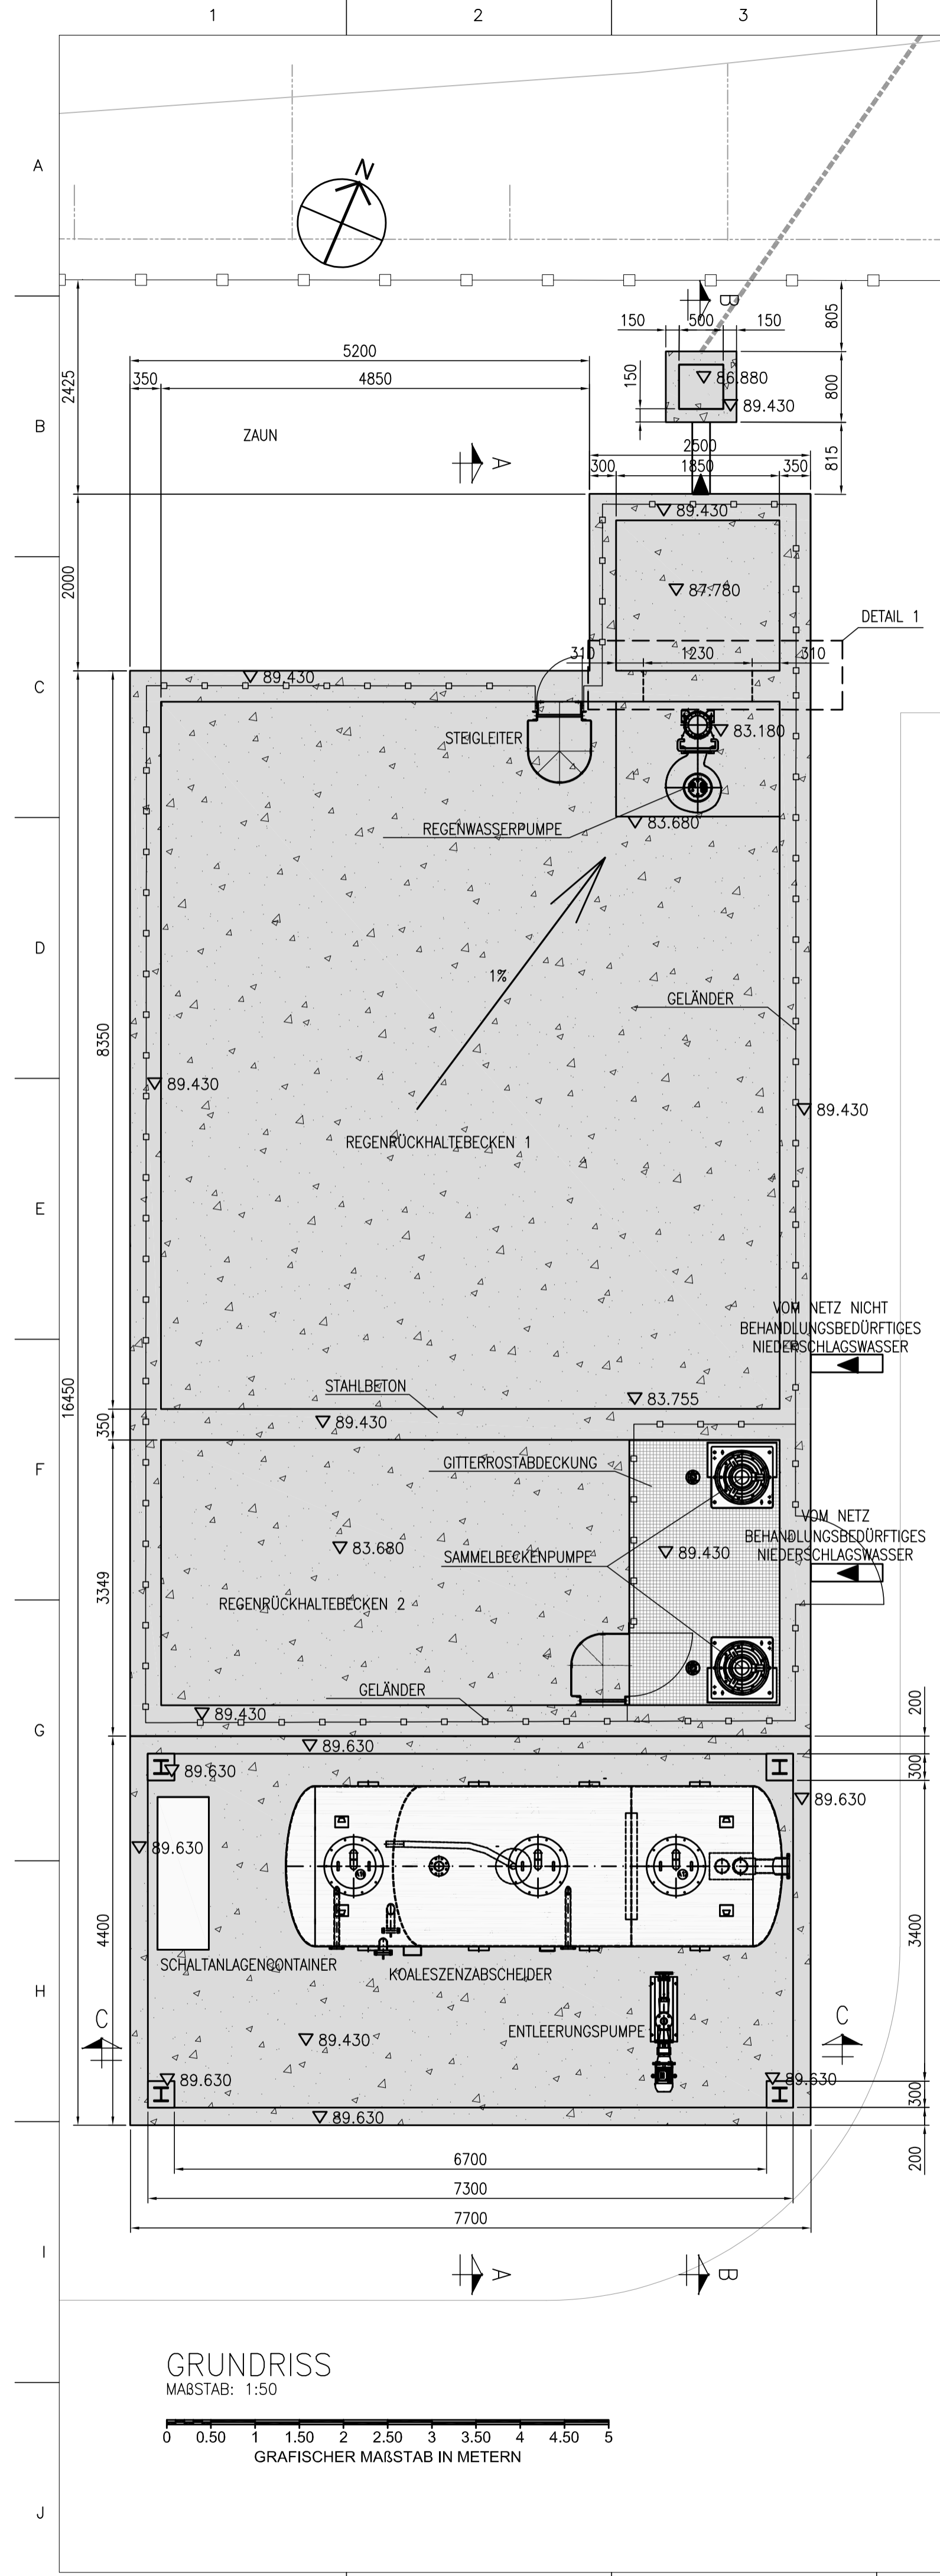 1
2
3
A
N
B
805
150
500
150
5200
86.880
2425
350
4850
150
800
89.430
B
ZAUN
2500
A
300
1850
350
815
89.430
2000
87.780
DETAIL 1
310
1230
310
C
89.430
STEIGLEITER
83.180
REGENWASSERPUMPE
83.680
D
1%
GELÄNDER
8350
89.430
89.430
REGENRÜCKHALTEBECKEN 1
E
VOM NETZ NICHT
BEHANDLUNGSBEDÜRFTIGES
NIEDERSCHLAGSWASSER
STAHLBETON
83.755
16450
350
89.430
GITTERROSTABDECKUNG
F
VOM NETZ
BEHANDLUNGSBEDÜRFTIGES
NIEDERSCHLAGSWASSER
83.680
89.430
SAMMELBECKENPUMPE
3349
REGENRÜCKHALTEBECKEN 2
GELÄNDER
200
89.430
G
89.630
300
89.630
H
H
89.630
89.630
4400
3400
SCHALTANLAGENCONTAINER
KOALESZENZABSCHEIDER
H
C
C
ENTLEERUNGSPUMPE
89.430
89.630
89.630
H
H
300
89.630
200
6700
7300
7700
I
A
B
GRUNDRISS
MAßSTAB: 1:50
0 0.50 1 1.50 2 2.50 3 3.50 4 4.50 5
GRAFISCHER MAßSTAB IN METERN
J